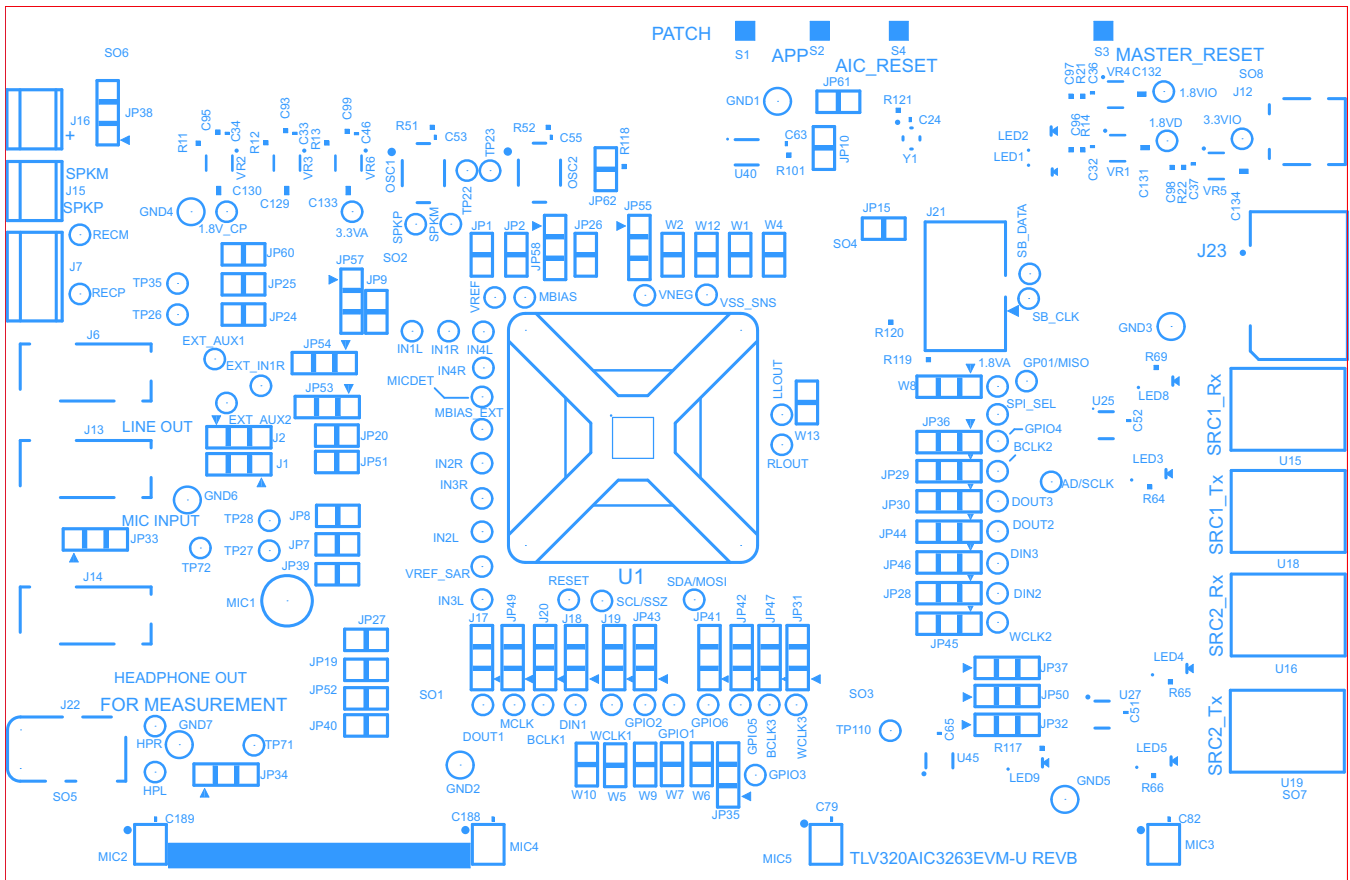 PATCH
S1
APP
S2
AIC_RESET
S4
S3
MASTER_RESET
SO6
JP38
J16
+
SPKM
J15
SPKP
RECM
J7
RECP
R11
C95
C34
VR2
C130
R12
C93
C33
VR3
C129
R13
C99
C46
VR6
C133
GND4
1.8V_CP
3.3VA
SO2
R51
C53
OSC1
TP23
TP22
R52
C55
OSC2
R118
JP62
SPKP
SPKM
GND1
JP61
U40
C63
R101
JP10
R121
C24
Y1
LED2
LED1
C97
R21
C36
VR4
C132
1.8VIO
C96
R14
C32
VR1
C131
1.8VD
3.3VIO
C98
R22
C37
VR5
C134
SO8
J12
JP1
JP2
JP58
JP26
JP55
W2
W12
W1
W4
JP15
SO4
J21
SB_DATA
SB_CLK
J23
GND3
JP60
JP25
JP24
TP35
TP26
JP57
JP9
VREF
MBIAS
VNEG
VSS_SNS
IN1L
IN1R
IN4L
IN4R
MICDET
MBIAS_EXT
IN2R
IN3R
IN2L
VREF_SAR
IN3L
J6
EXT_AUX1
EXT_IN1R
EXT_AUX2
JP54
JP53
J13
LINE OUT
J2
J1
JP20
JP51
LLOUT
W13
RLOUT
R120
R119
1.8VA
GP01/MISO
W8
SPI_SEL
JP36
GPIO4
BCLK2
JP29
AD/SCLK
JP30
DOUT3
JP44
DOUT2
JP46
DIN3
JP28
DIN2
JP45
WCLK2
U25
C52
R69
LED8
LED3
R64
SRC1_Rx
U15
SRC1_Tx
U18
SRC2_Rx
U16
SRC2_Tx
U19
SO7
GND6
MIC INPUT
JP33
TP28
TP27
TP72
JP8
JP7
JP39
J14
MIC1
U1
RESET
SCL/SSZ
SDA/MOSI
J17
JP49
J20
J18
J19
JP43
JP41
JP42
JP47
JP31
JP27
JP19
JP52
JP40
HEADPHONE OUT
FOR MEASUREMENT
J22
SO5
HPR
GND7
HPL
TP71
JP34
SO1
DOUT1
MCLK
BCLK1
DIN1
WCLK1
GPIO2
GPIO1
GPIO6
GPIO5
BCLK3
WCLK3
GND2
W10
W5
W9
W7
W6
JP35
GPIO3
SO3
TP110
C65
U45
JP37
JP50
JP32
R117
LED9
U27
C51
LED4
R65
LED5
R66
GND5
C189
MIC2
C188
MIC4
C79
MIC5
C82
MIC3
TLV320AIC3263EVM-U REVB